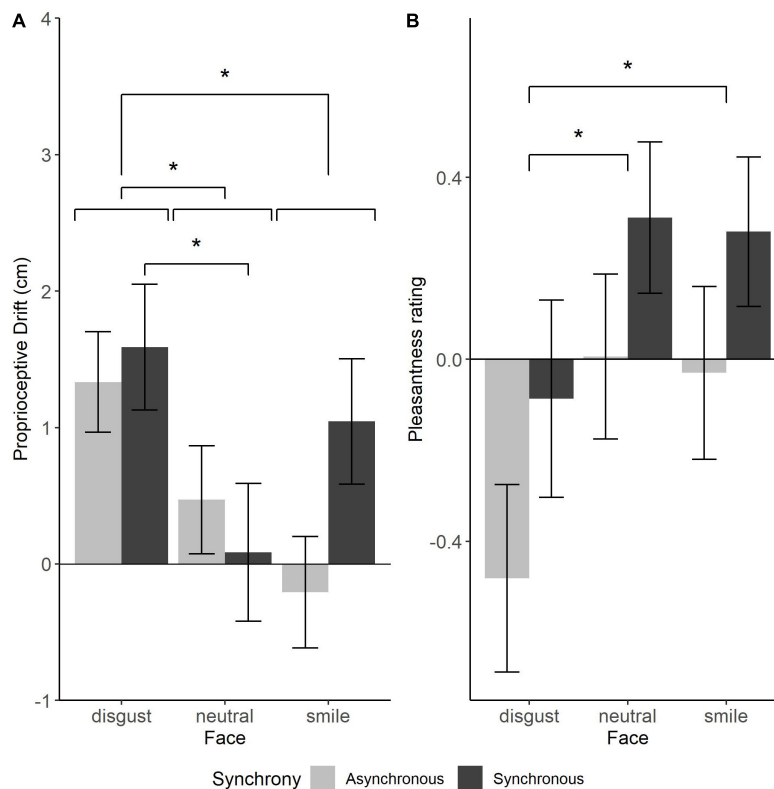 A
4
3
2
1
0
-1
Proprioceptive Drift (cm)
*
*
*
disgust neutral smile
Face
B
0.4
0.0
-0.4
Pleasantness rating
*
*
disgust neutral smile
Face
Synchrony Asynchronous Synchronous